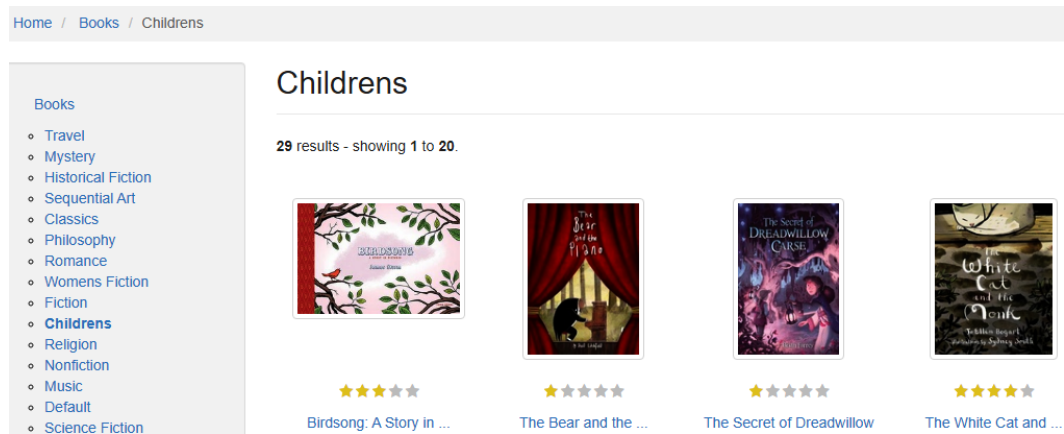 Home / Books / Childrens
Books
Travel
Mystery
Historical Fiction
Sequential Art
Classics
Philosophy
Romance
Womens Fiction
Fiction
Childrens
Religion
Nonfiction
Music
Default
Science Fiction
Childrens
29 results - showing 1 to 20.
BIRDSONG
The
Bear
and the
Piano
The Secret of
DREADWILLOW
CARSE
The
White
Cat
and the
Monk
Sydney Smith
Birdsong: A Story in ...
The Bear and the ...
The Secret of Dreadwillow
The White Cat and ...